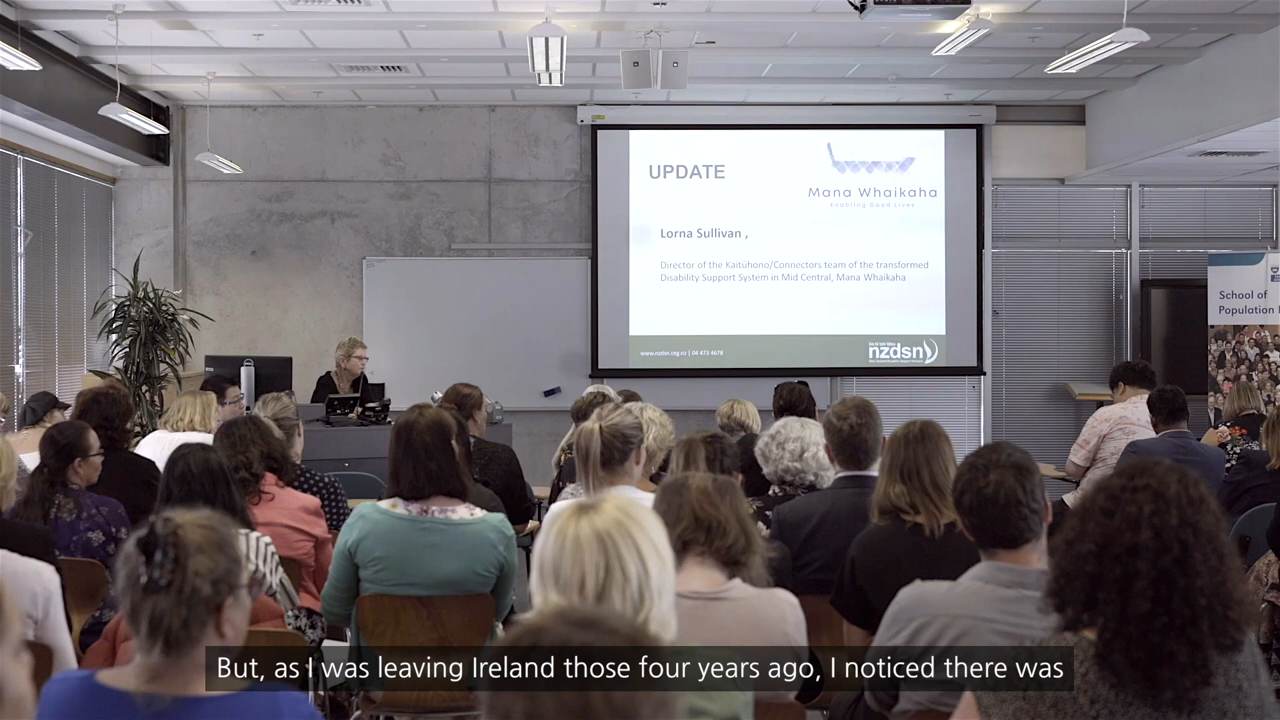 UPDATE
Mana Whaikaha
Enabling Good Lives
Lorna Sullivan ,
Director of the Kaitūhono/Connectors team of the transformed
Disability Support System in Mid Central, Mana Whaikaha
www.nzdsn.org.nz | 04 473 4678
nzdsn
School of
Population
But, as I was leaving Ireland those four years ago, I noticed there was